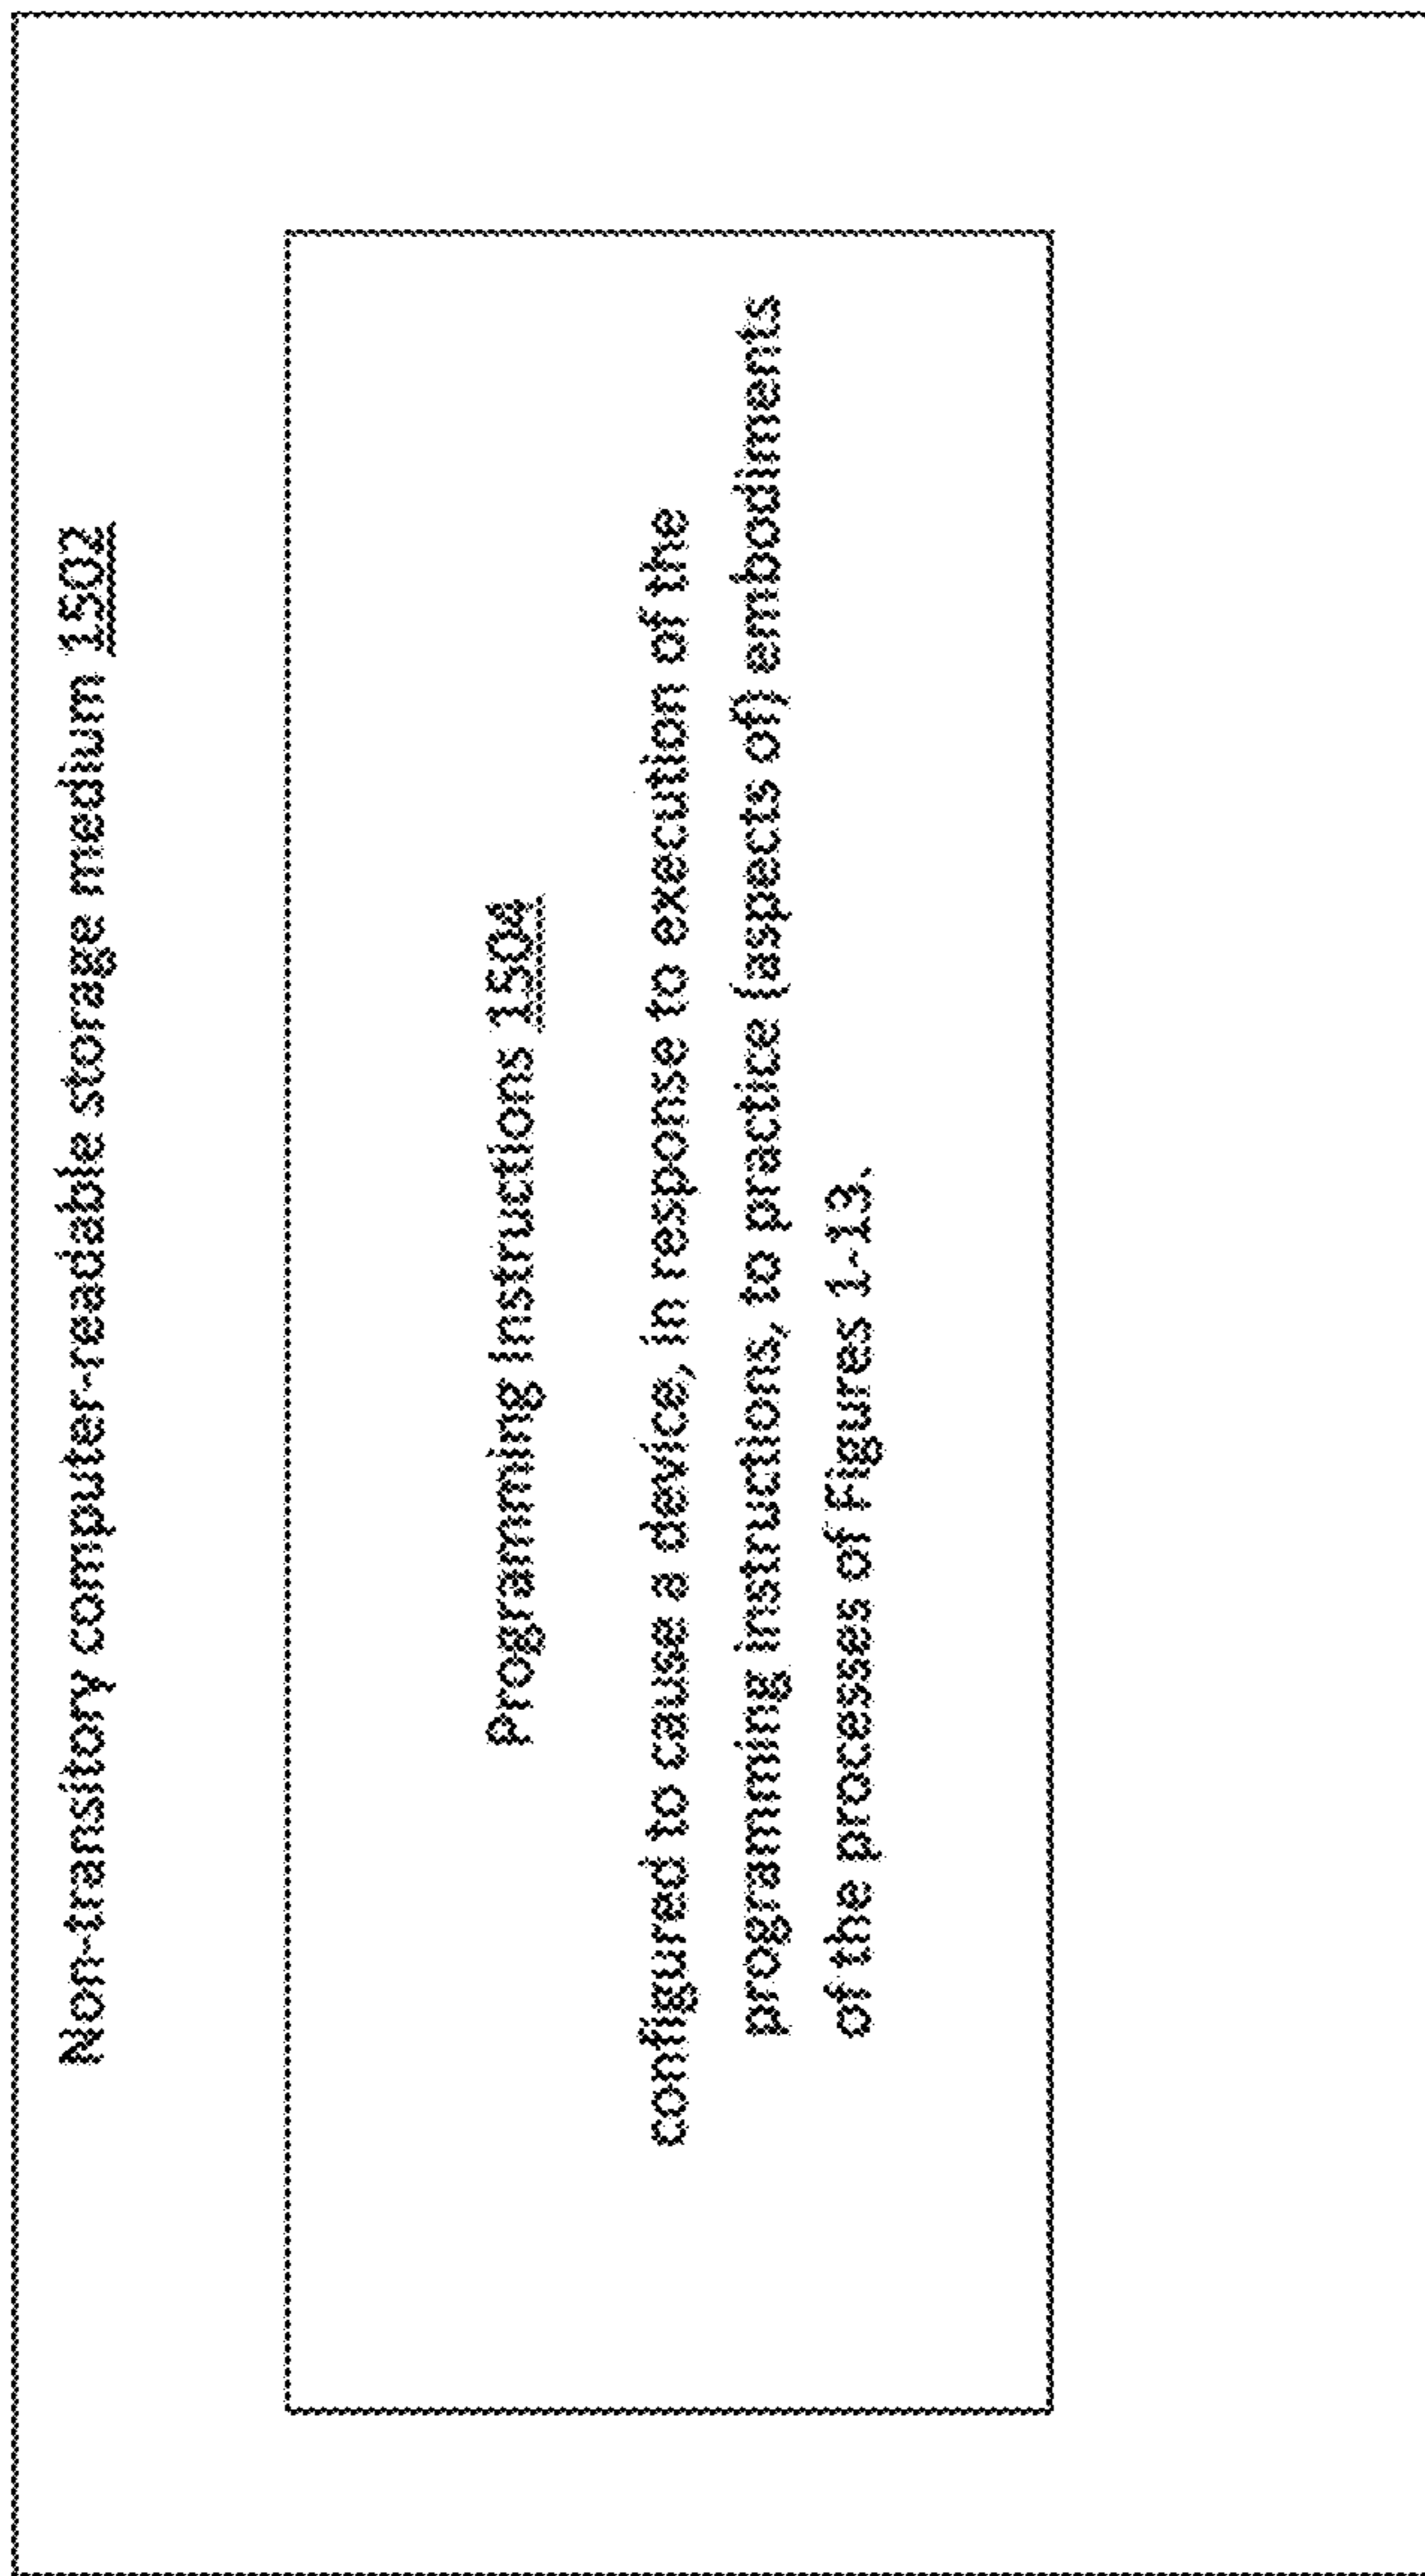 Non-transitory computer-readable storage medium 1502
Programming Instructions 1504
configured to cause a device, in response to execution of the
programming instructions, to practice (aspects of) embodiments
of the processes of Figures 1-13.